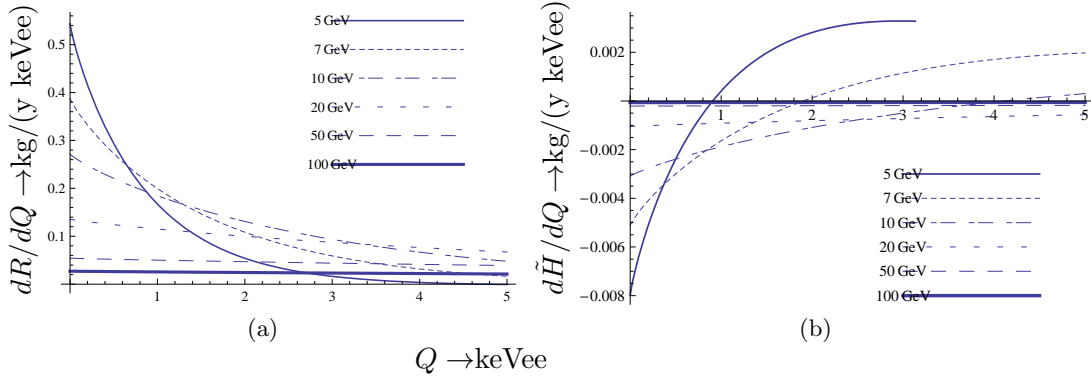 dR/dQ →kg/(y keVee)
0.5
0.4
0.3
0.2
0.1
1 2 3 4 5
5 GeV
7 GeV
10 GeV
20 GeV
50 GeV
100 GeV
(a)
dH̃/dQ →kg/(y keVee)
0.002
−0.002
−0.004
−0.006
−0.008
1 2 3 4 5
5 GeV
7 GeV
10 GeV
20 GeV
50 GeV
100 GeV
(b)
Q →keVee